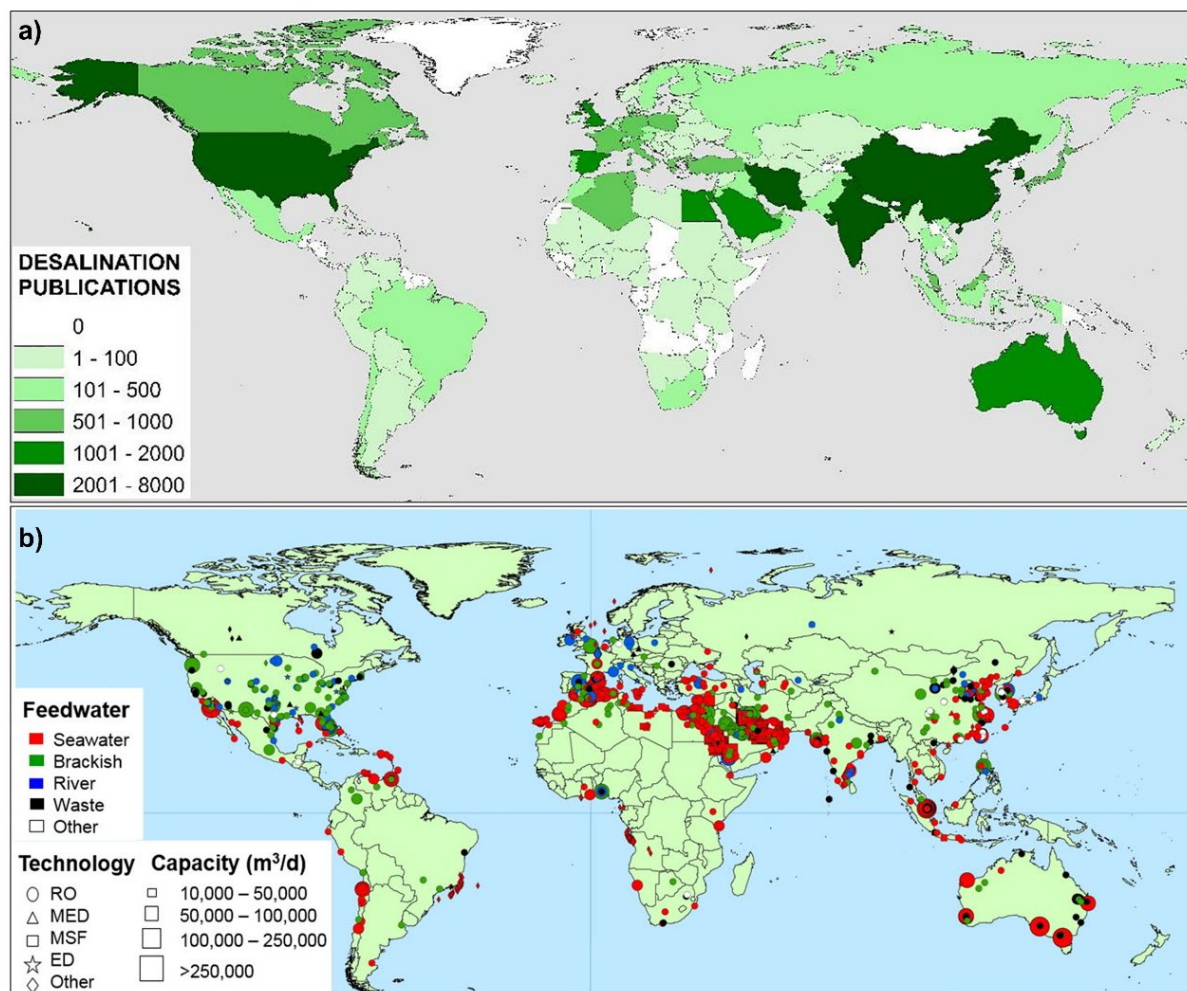 a)
DESALINATION
PUBLICATIONS
0
1 - 100
101 - 500
501 - 1000
1001 - 2000
2001 - 8000
b)
Feedwater
Seawater
Brackish
River
Waste
Other
Technology
RO
MED
MSF
ED
Other
Capacity (m³/d)
10,000 – 50,000
50,000 – 100,000
100,000 – 250,000
>250,000